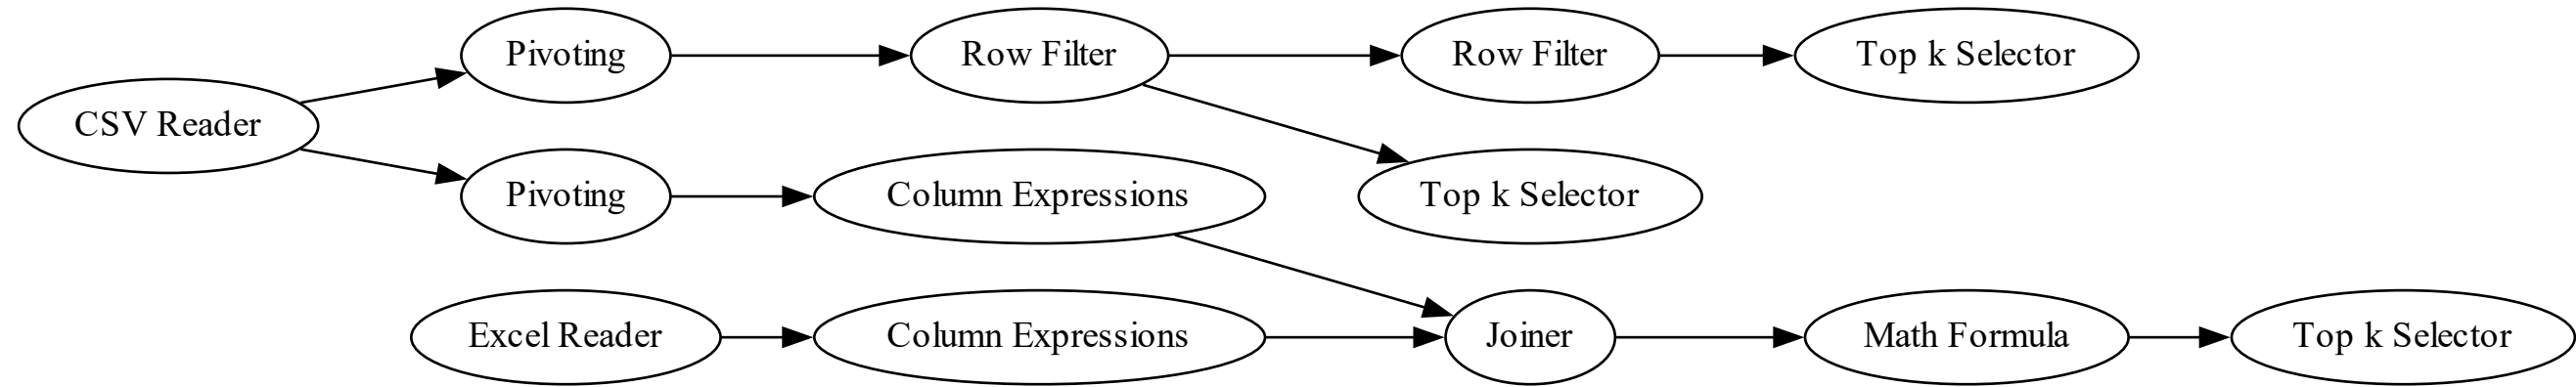 CSV Reader
Pivoting
Row Filter
Row Filter
Top k Selector
Pivoting
Column Expressions
Top k Selector
Excel Reader
Column Expressions
Joiner
Math Formula
Top k Selector